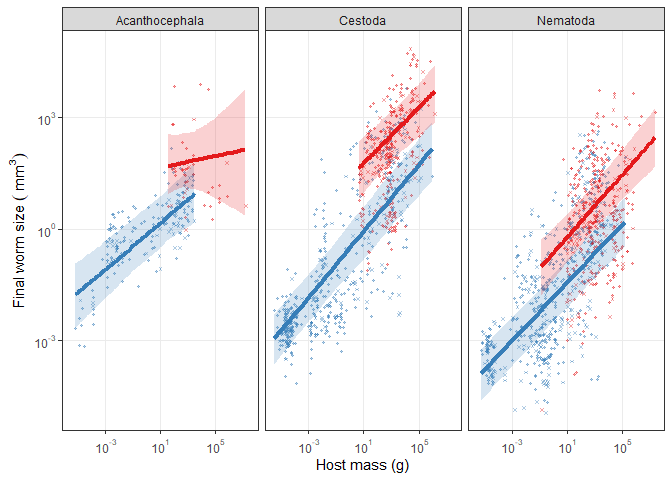 Acanthocephala Cestoda Nematoda
Final worm size ( mm³)
10³
10⁰
10⁻³
10⁻³ 10¹ 10⁵ 10⁻³ 10¹ 10⁵ 10⁻³ 10¹ 10⁵
Host mass (g)